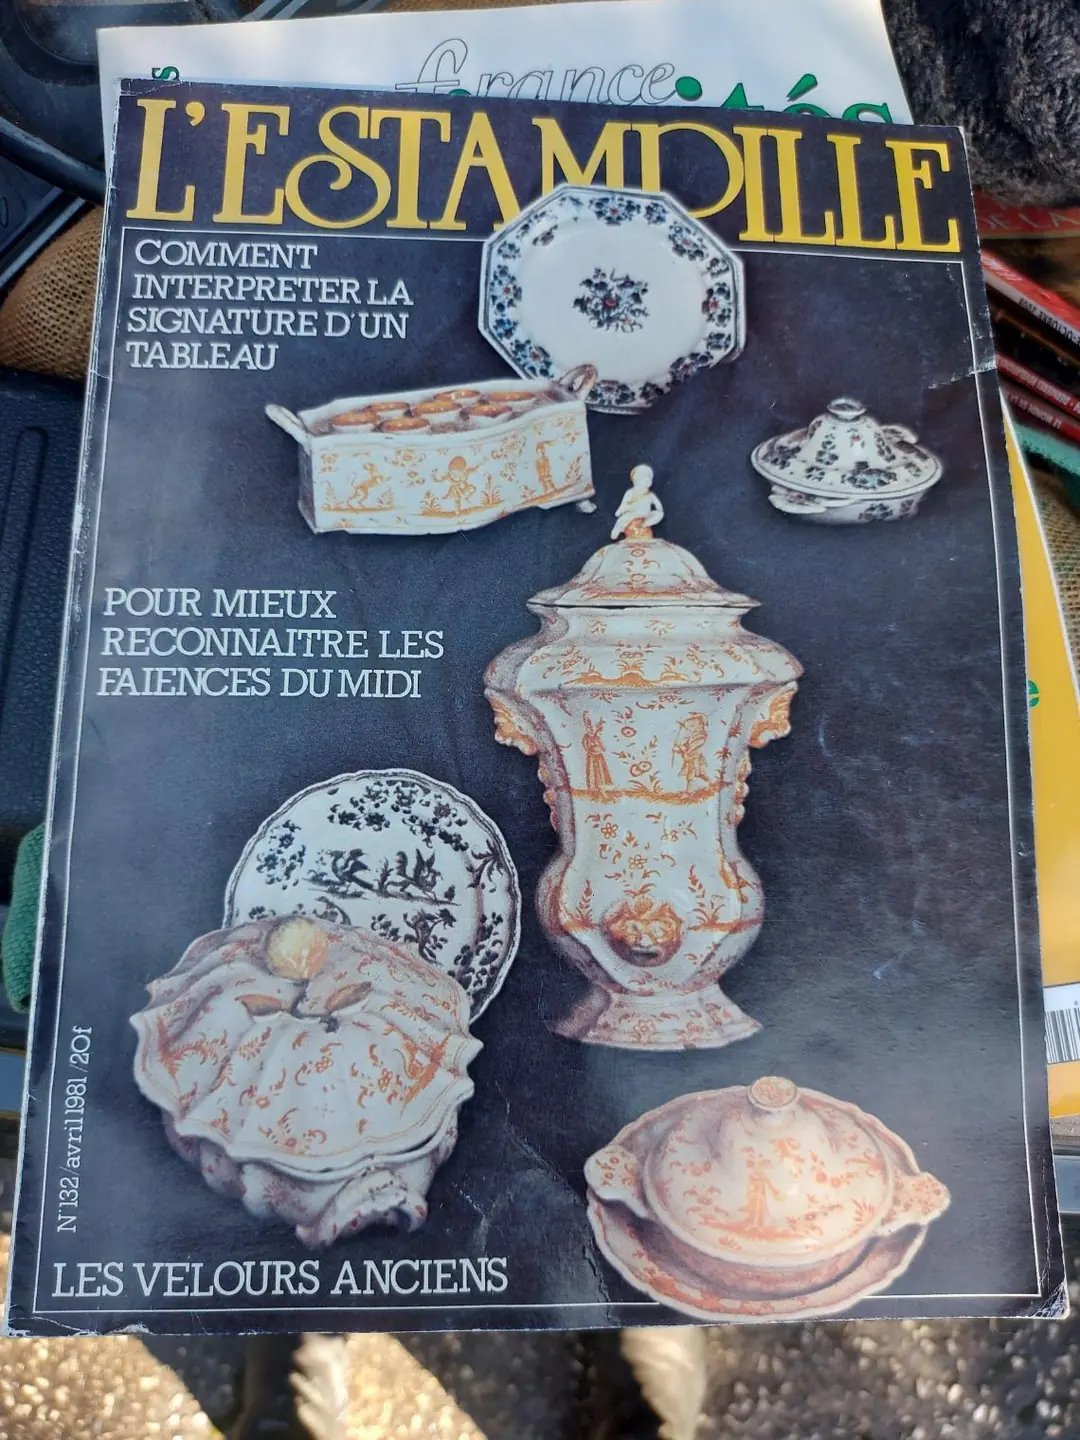 france
L'ESTAMPILLE
COMMENT
INTERPRETER LA
SIGNATURE D'UN
TABLEAU
POUR MIEUX
RECONNAITRE LES
FAIENCES DU MIDI
N°132/avril 1981/20f
LES VELOURS ANCIENS